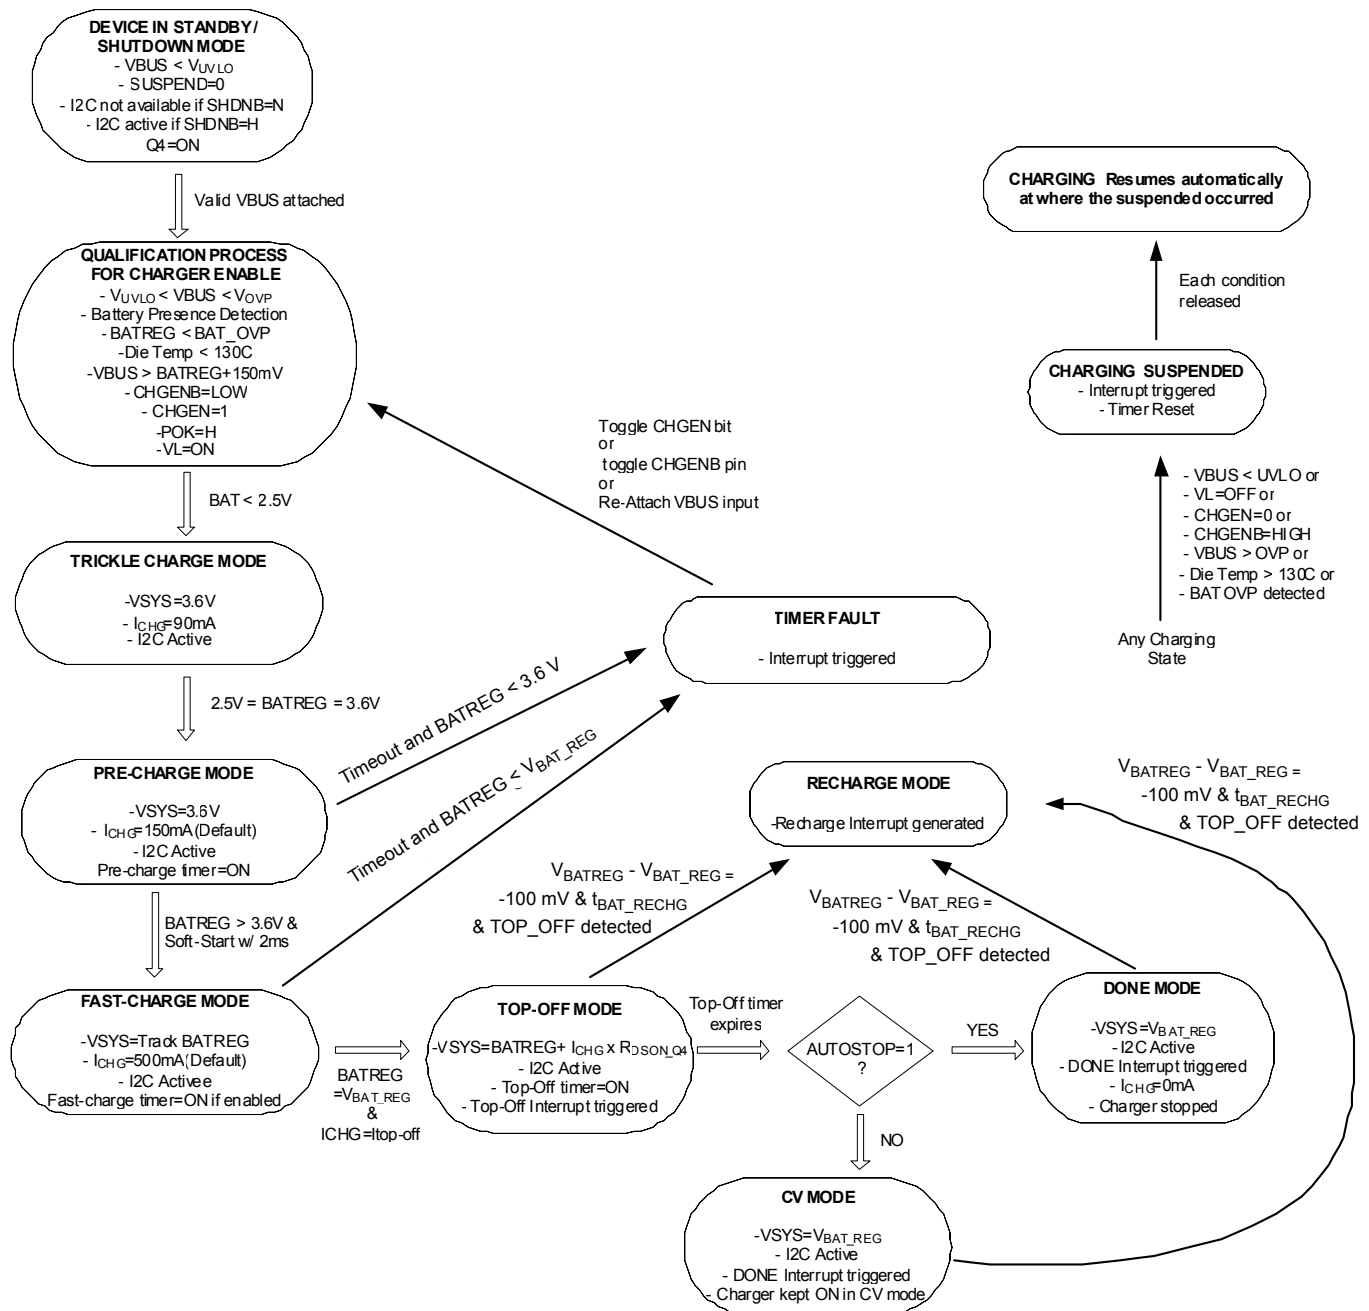 DEVICE IN STANDBY/
SHUTDOWN MODE
- VBUS < VUVLO
- SUSPEND=0
- I2C not available if SHDNB=N
- I2C active if SHDNB=H
Q4=ON
Valid VBUS attached
QUALIFICATION PROCESS
FOR CHARGER ENABLE
- VUVLO < VBUS < VOVP
- Battery Presence Detection
- BATREG < BAT_OVP
-Die Temp < 130C
-VBUS > BATREG+150mV
- CHGENB=LOW
- CHGEN=1
-POK=H
-VL=ON
BAT < 2.5V
TRICKLE CHARGE MODE
-VSYS=3.6V
- ICHG=90mA
- I2C Active
2.5V = BATREG = 3.6V
PRE-CHARGE MODE
-VSYS=3.6V
- ICHG=150mA(Default)
- I2C Active
Pre-charge timer=ON
BATREG > 3.6V &
Soft-Start w/ 2ms
FAST-CHARGE MODE
-VSYS=Track BATREG
- ICHG=500mA(Default)
- I2C Activee
Fast-charge timer=ON if enabled
BATREG
=VBAT_REG
&
ICHG=Itop-off
TOP-OFF MODE
-VSYS=BATREG+ ICHG x RDSON_Q4
- I2C Active
- Top-Off timer=ON
- Top-Off Interrupt triggered
Top-Off timer
expires
AUTOSTOP=1
?
YES
NO
DONE MODE
-VSYS=VBAT_REG
- I2C Active
- DONE Interrupt triggered
- ICHG=0mA
- Charger stopped
CV MODE
-VSYS=VBAT_REG
- I2C Active
- DONE Interrupt triggered
- Charger kept ON in CV mode
Timeout and BATREG < 3.6 V
Timeout and BATREG < VBAT_REG
TIMER FAULT
- Interrupt triggered
Toggle CHGEN bit
or
toggle CHGENB pin
or
Re-Attach VBUS input
RECHARGE MODE
-Recharge Interrupt generated
VBATREG - VBAT_REG =
-100 mV & tBAT_RECHG
& TOP_OFF detected
VBATREG - VBAT_REG =
-100 mV & tBAT_RECHG
& TOP_OFF detected
VBATREG - VBAT_REG =
-100 mV & tBAT_RECHG
& TOP_OFF detected
CHARGING Resumes automatically
at where the suspended occurred
Each condition
released
CHARGING SUSPENDED
- Interrupt triggered
- Timer Reset
- VBUS < UVLO or
- VL=OFF or
- CHGEN=0 or
- CHGENB=HIGH
- VBUS > OVP or
- Die Temp > 130C or
- BAT OVP detected
Any Charging
State